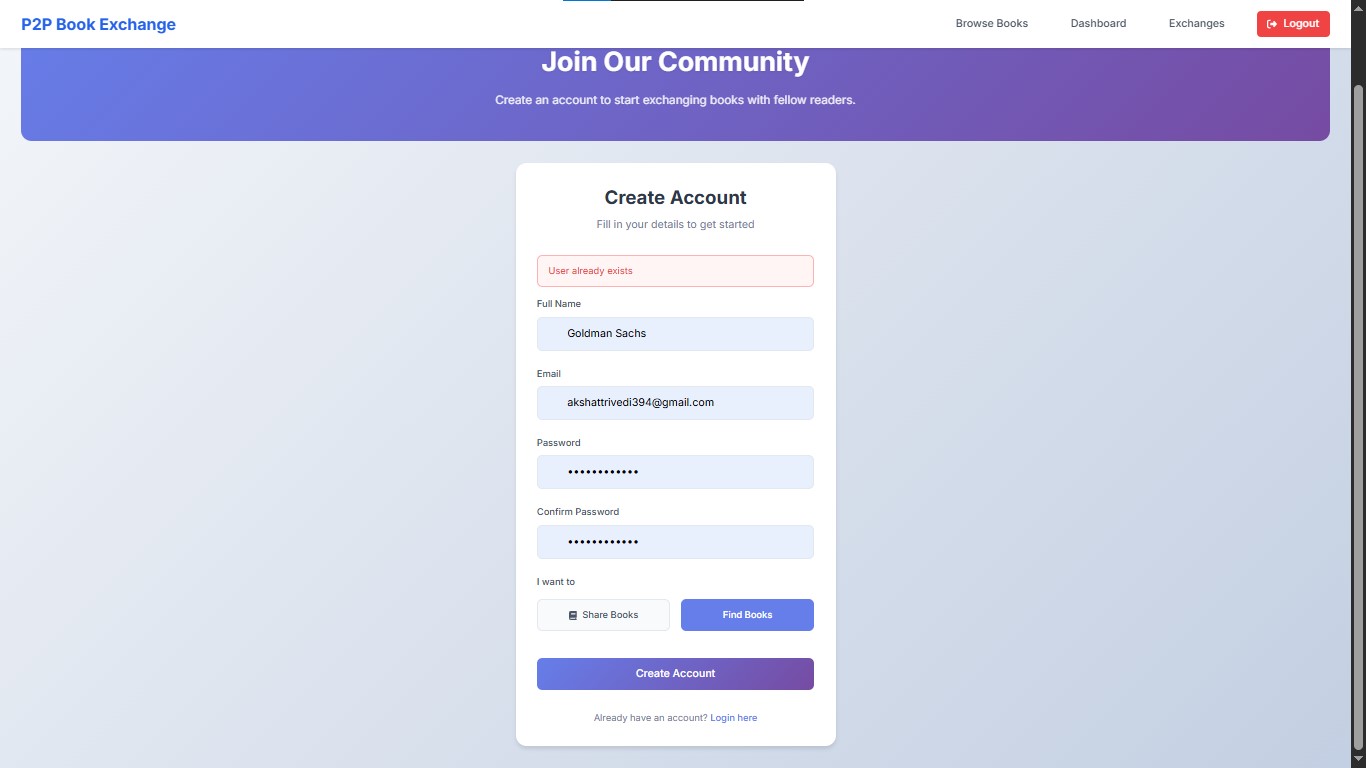 P2P Book Exchange
Browse Books
Dashboard
Exchanges
Logout
Join Our Community
Create an account to start exchanging books with fellow readers.
Create Account
Fill in your details to get started
User already exists
Full Name
Goldman Sachs
Email
akshattrivedi394@gmail.com
Password
••••••••••••
Confirm Password
••••••••••••
I want to
Share Books
Find Books
Create Account
Already have an account? Login here